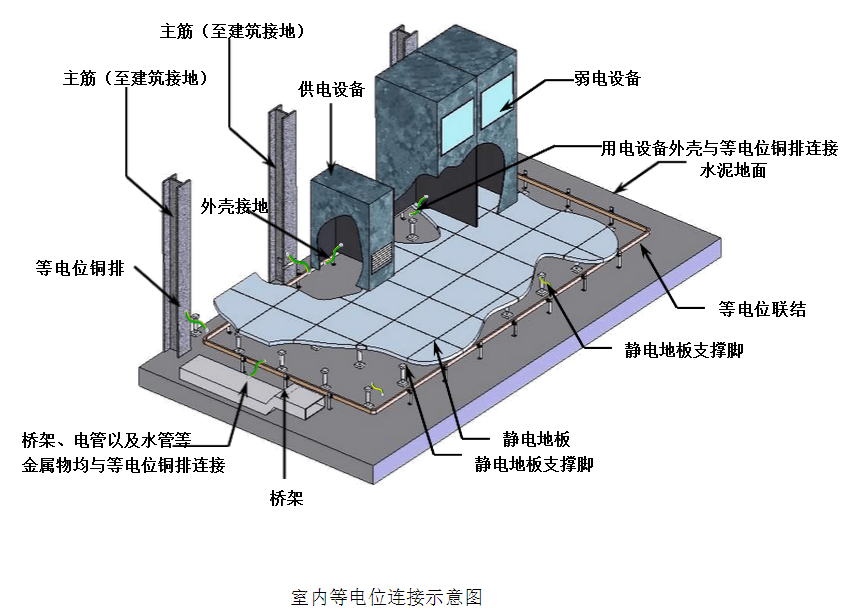 主筋（至建筑接地）
主筋（至建筑接地）
供电设备
弱电设备
用电设备外壳与等电位铜排连接
水泥地面
外壳接地
等电位铜排
等电位联结
静电地板支撑脚
桥架、电管以及水管等
金属物均与等电位铜排连接
静电地板
静电地板支撑脚
桥架
室内等电位连接示意图